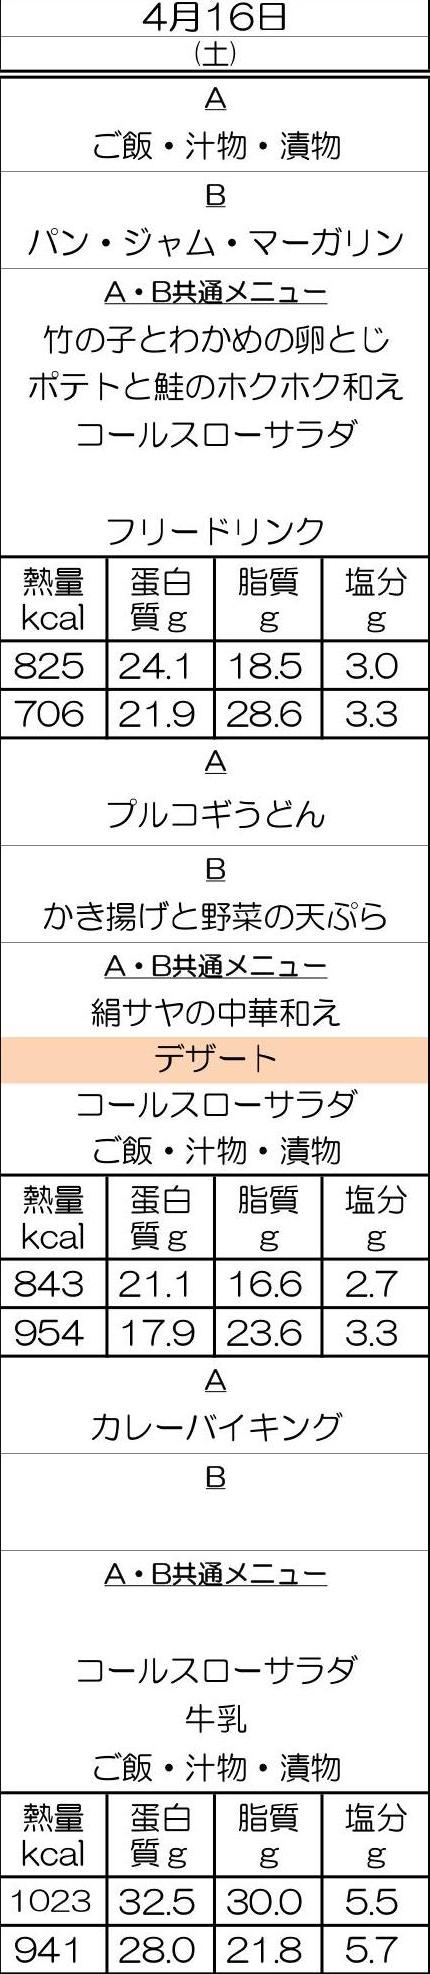 4月16日
(土)
A
ご飯・汁物・漬物
B
パン・ジャム・マーガリン
A・B共通メニュー
竹の子とわかめの卵とじ
ポテトと鮭のホクホク和え
コールスローサラダ
フリードリンク
熱量 蛋白 脂質 塩分
kcal 質g g g
825 24.1 18.5 3.0
706 21.9 28.6 3.3
A
プルコギうどん
B
かき揚げと野菜の天ぷら
A・B共通メニュー
絹サヤの中華和え
デザート
コールスローサラダ
ご飯・汁物・漬物
熱量 蛋白 脂質 塩分
kcal 質g g g
843 21.1 16.6 2.7
954 17.9 23.6 3.3
A
カレーバイキング
B
A・B共通メニュー
コールスローサラダ
牛乳
ご飯・汁物・漬物
熱量 蛋白 脂質 塩分
kcal 質g g g
1023 32.5 30.0 5.5
941 28.0 21.8 5.7